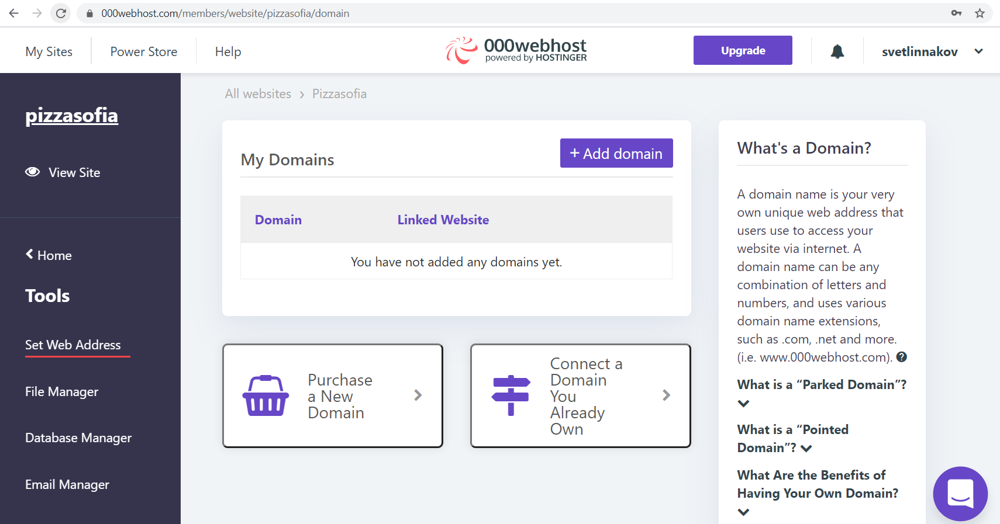 000webhost.com/members/website/pizzasofia/domain
My Sites
Power Store
Help
000webhost
powered by HOSTINGER
Upgrade
svetlinnakov
pizzasofia
View Site
Home
Tools
Set Web Address
File Manager
Database Manager
Email Manager
All websites › Pizzasofia
My Domains
+ Add domain
Domain
Linked Website
You have not added any domains yet.
Purchase
a New
Domain
Connect a
Domain
You
Already
Own
What's a Domain?
A domain name is your very
own unique web address that
users use to access your
website via internet. A
domain name can be any
combination of letters and
numbers, and uses various
domain name extensions,
such as .com, .net and more.
(i.e. www.000webhost.com). ?
What is a “Parked Domain”?
What is a “Pointed
Domain”?
What Are the Benefits of
Having Your Own Domain?